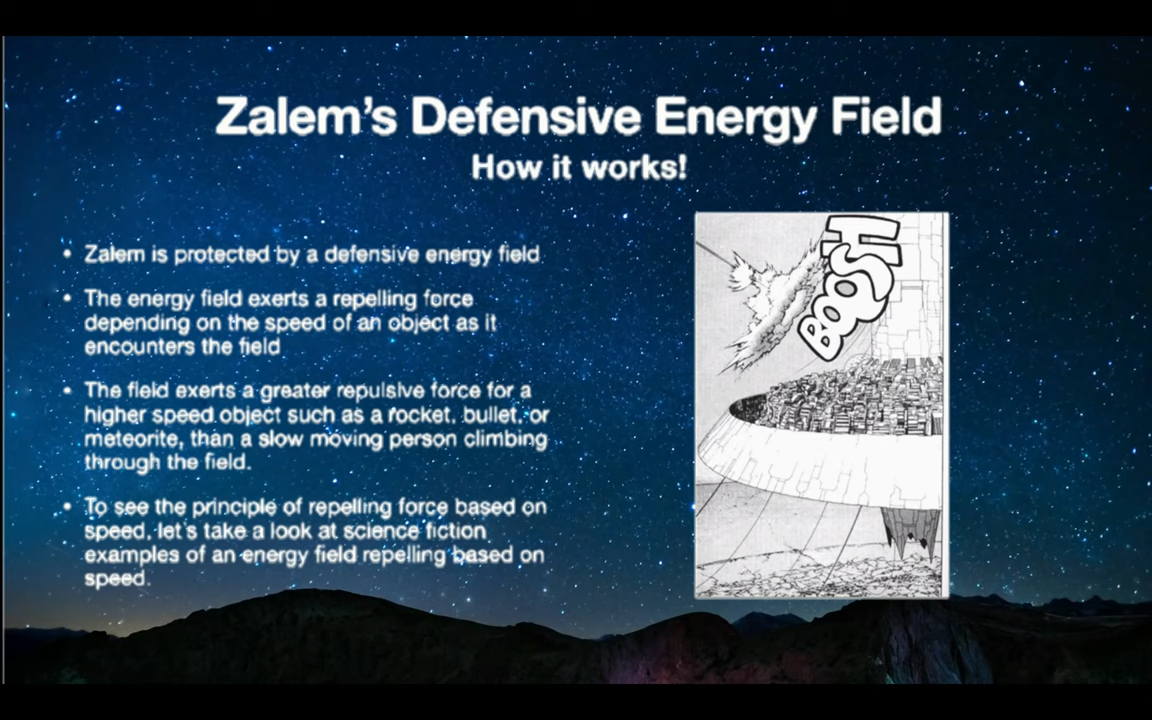 Zalem's Defensive Energy Field
How it works!
• Zalem is protected by a defensive energy field
• The energy field exerts a repelling force
depending on the speed of an object as it
encounters the field
• The field exerts a greater repulsive force for a
higher speed object such as a rocket, bullet, or
meteorite, than a slow moving person climbing
through the field.
• To see the principle of repelling force based on
speed, let's take a look at science fiction
examples of an energy field repelling based on
speed.
BOOSH